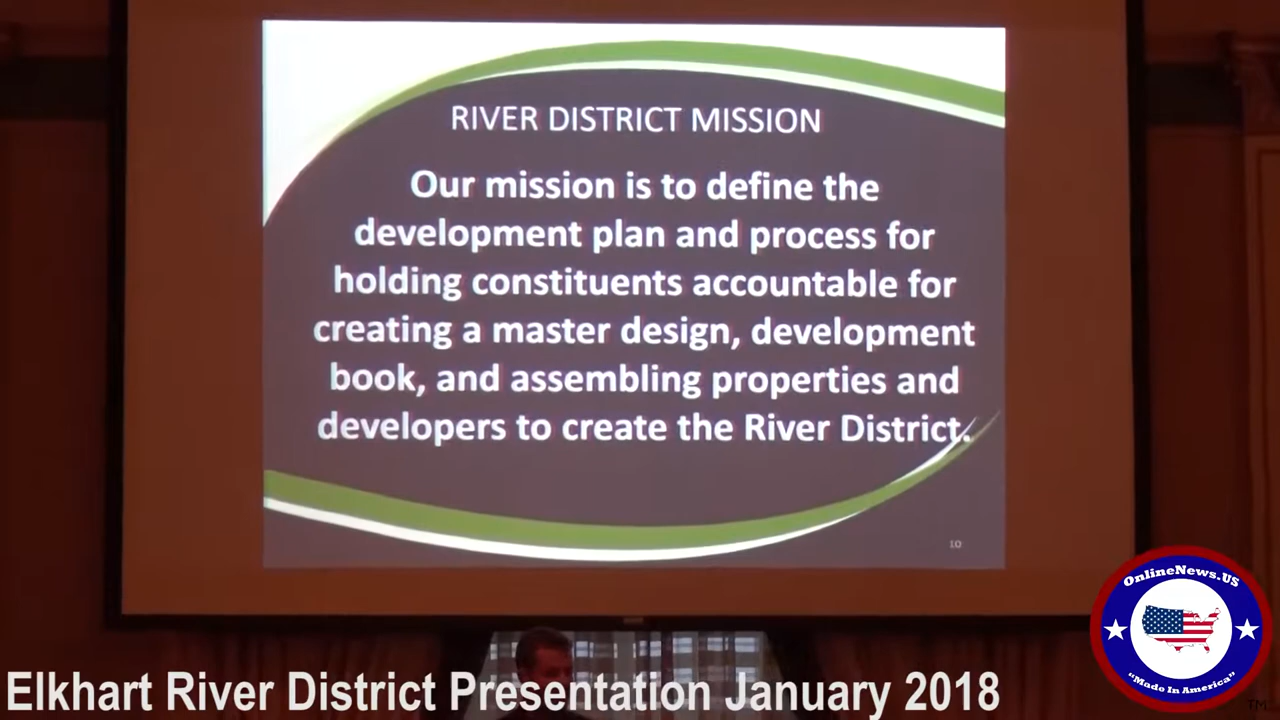 RIVER DISTRICT MISSION
Our mission is to define the
development plan and process for
holding constituents accountable for
creating a master design, development
book, and assembling properties and
developers to create the River District.
10
OnlineNews.US
“Made In America”
TM
Elkhart River District Presentation January 2018